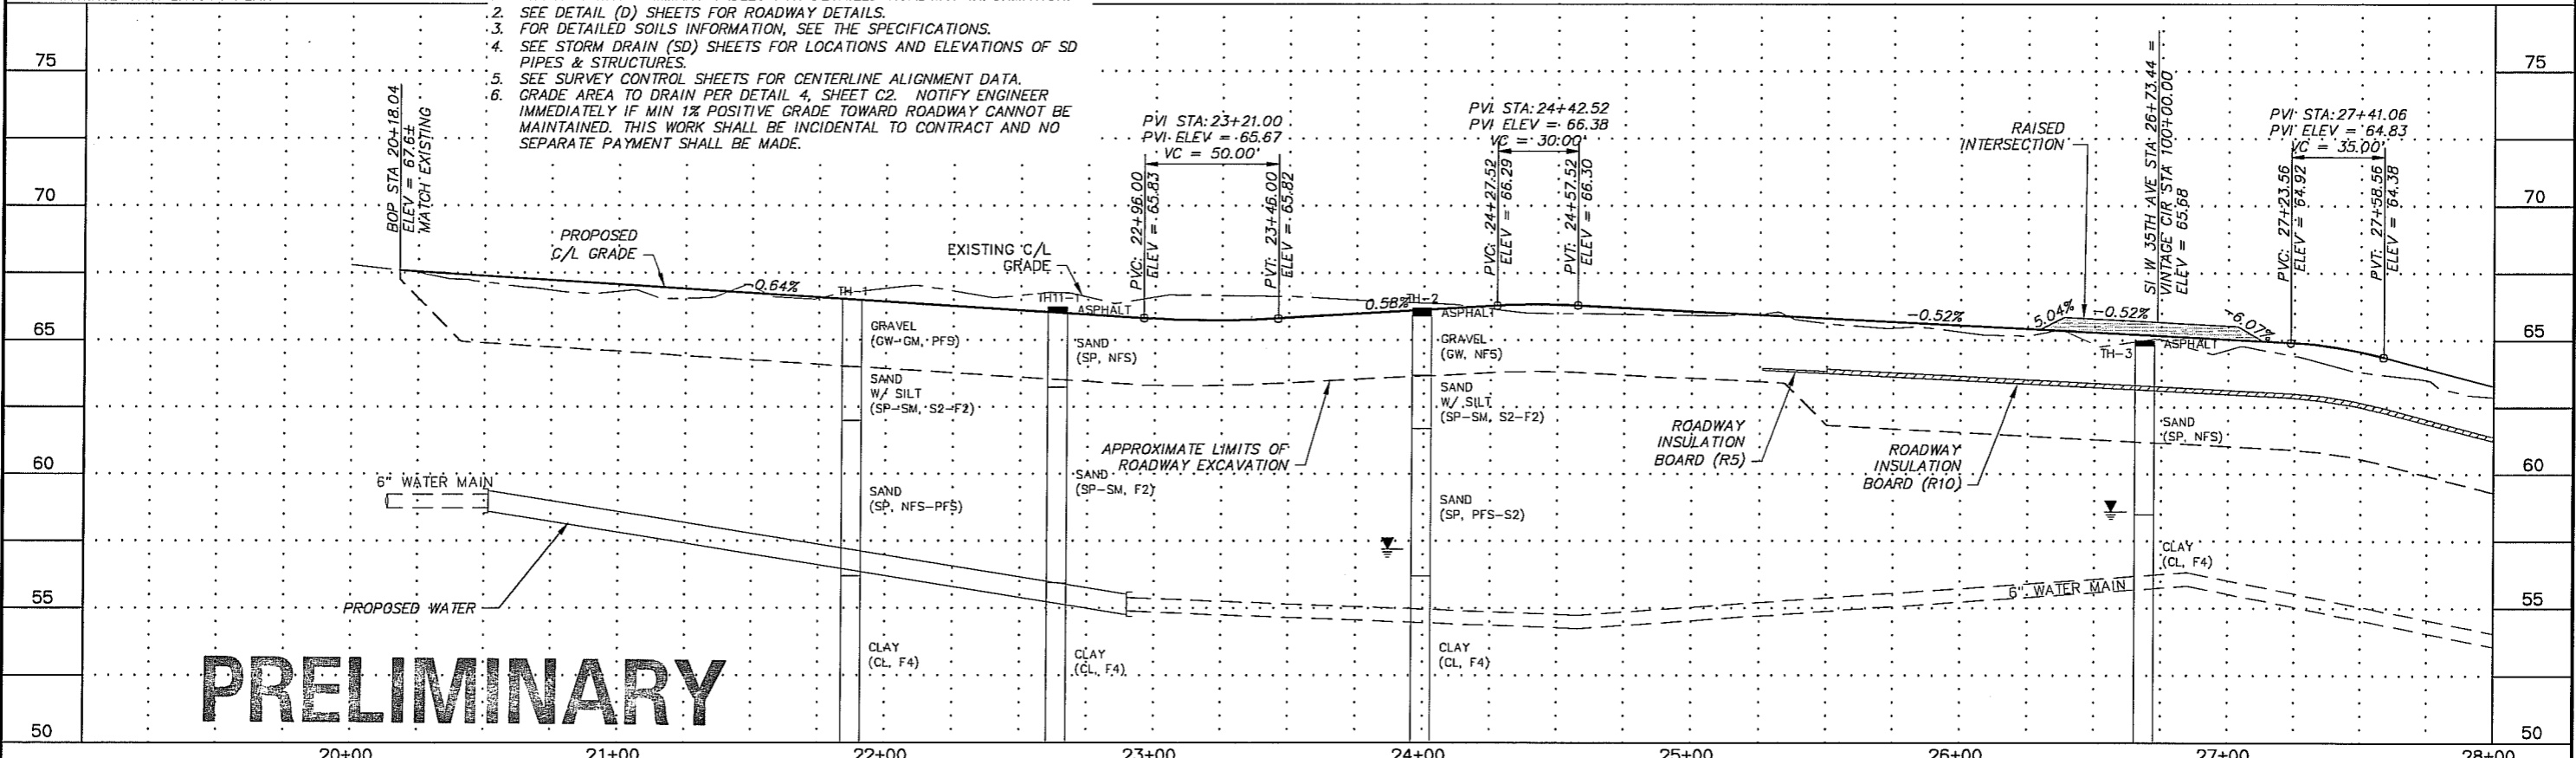 2. SEE DETAIL (D) SHEETS FOR ROADWAY DETAILS.
3. FOR DETAILED SOILS INFORMATION, SEE THE SPECIFICATIONS.
4. SEE STORM DRAIN (SD) SHEETS FOR LOCATIONS AND ELEVATIONS OF SD
PIPES & STRUCTURES.
5. SEE SURVEY CONTROL SHEETS FOR CENTERLINE ALIGNMENT DATA.
6. GRADE AREA TO DRAIN PER DETAIL 4, SHEET C2. NOTIFY ENGINEER
IMMEDIATELY IF MIN 1% POSITIVE GRADE TOWARD ROADWAY CANNOT BE
MAINTAINED. THIS WORK SHALL BE INCIDENTAL TO CONTRACT AND NO
SEPARATE PAYMENT SHALL BE MADE.
75
70
65
60
55
50
BOP STA 20+18.04
ELEV = 67.6±
MATCH EXISTING
PROPOSED
C/L GRADE
-0.64%
EXISTING C/L
GRADE
PVI STA: 23+21.00
PVI ELEV = 65.67
VC = 50.00'
PVC: 22+96.00
ELEV = 65.83
PVT: 23+46.00
ELEV = 65.82
0.58%
PVI STA: 24+42.52
PVI ELEV = 66.38
VC = 30.00'
PVC: 24+27.52
ELEV = 66.29
PVT: 24+57.52
ELEV = 66.30
-0.52%
RAISED
INTERSECTION
5.04%
-0.52%
-6.07%
SI W 35TH AVE STA 26+73.44 =
VINTAGE CIR STA 100+00.00
ELEV = 65.68
PVI STA: 27+41.06
PVI ELEV = 64.83
VC = 35.00'
PVC: 27+23.56
ELEV = 64.92
PVT: 27+58.56
ELEV = 64.38
TH-1
GRAVEL
(GW-GM, PFS)
SAND
W/ SILT
(SP-SM, S2-F2)
SAND
(SP, NFS-PFS)
CLAY
(CL, F4)
TH11-1
ASPHALT
SAND
(SP, NFS)
SAND
(SP-SM, F2)
CLAY
(CL, F4)
TH-2
ASPHALT
GRAVEL
(GW, NFS)
SAND
W/ SILT
(SP-SM, S2-F2)
SAND
(SP, PFS-S2)
CLAY
(CL, F4)
TH-3
ASPHALT
SAND
(SP, NFS)
CLAY
(CL, F4)
APPROXIMATE LIMITS OF
ROADWAY EXCAVATION
ROADWAY
INSULATION
BOARD (R5)
ROADWAY
INSULATION
BOARD (R10)
6" WATER MAIN
PROPOSED WATER
6" WATER MAIN
PRELIMINARY
75
70
65
60
55
50
20+00
21+00
22+00
23+00
24+00
25+00
26+00
27+00
28+00